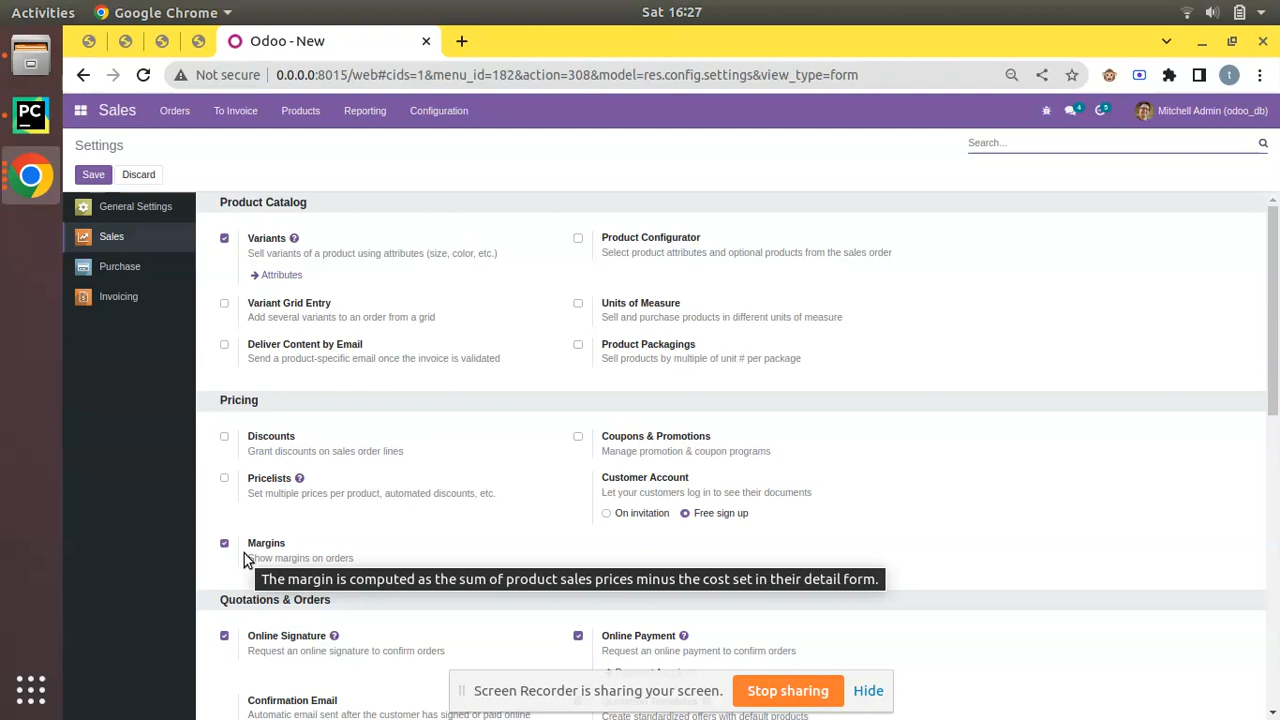 Activities Google Chrome Sat 16:27
Odoo - New
Not secure 0.0.0.0:8015/web#cids=1&menu_id=182&action=308&model=res.config.settings&view_type=form t
PC
Sales Orders To Invoice Products Reporting Configuration 4 5 Mitchell Admin (odoo_db)
Settings Search...
Save Discard
General Settings
Sales
Purchase
Invoicing
Product Catalog
Variants ?
Sell variants of a product using attributes (size, color, etc.)
Attributes
Product Configurator
Select product attributes and optional products from the sales order
Variant Grid Entry
Add several variants to an order from a grid
Units of Measure
Sell and purchase products in different units of measure
Deliver Content by Email
Send a product-specific email once the invoice is validated
Product Packagings
Sell products by multiple of unit # per package
Pricing
Discounts
Grant discounts on sales order lines
Coupons & Promotions
Manage promotion & coupon programs
Pricelists ?
Set multiple prices per product, automated discounts, etc.
Customer Account
Let your customers log in to see their documents
On invitation Free sign up
Margins
Show margins on orders
The margin is computed as the sum of product sales prices minus the cost set in their detail form.
Quotations & Orders
Online Signature ?
Request an online signature to confirm orders
Online Payment ?
Request an online payment to confirm orders
Confirmation Email
Automatic email sent after the customer has signed or paid online
Create standardized offers with default products
Screen Recorder is sharing your screen. Stop sharing Hide